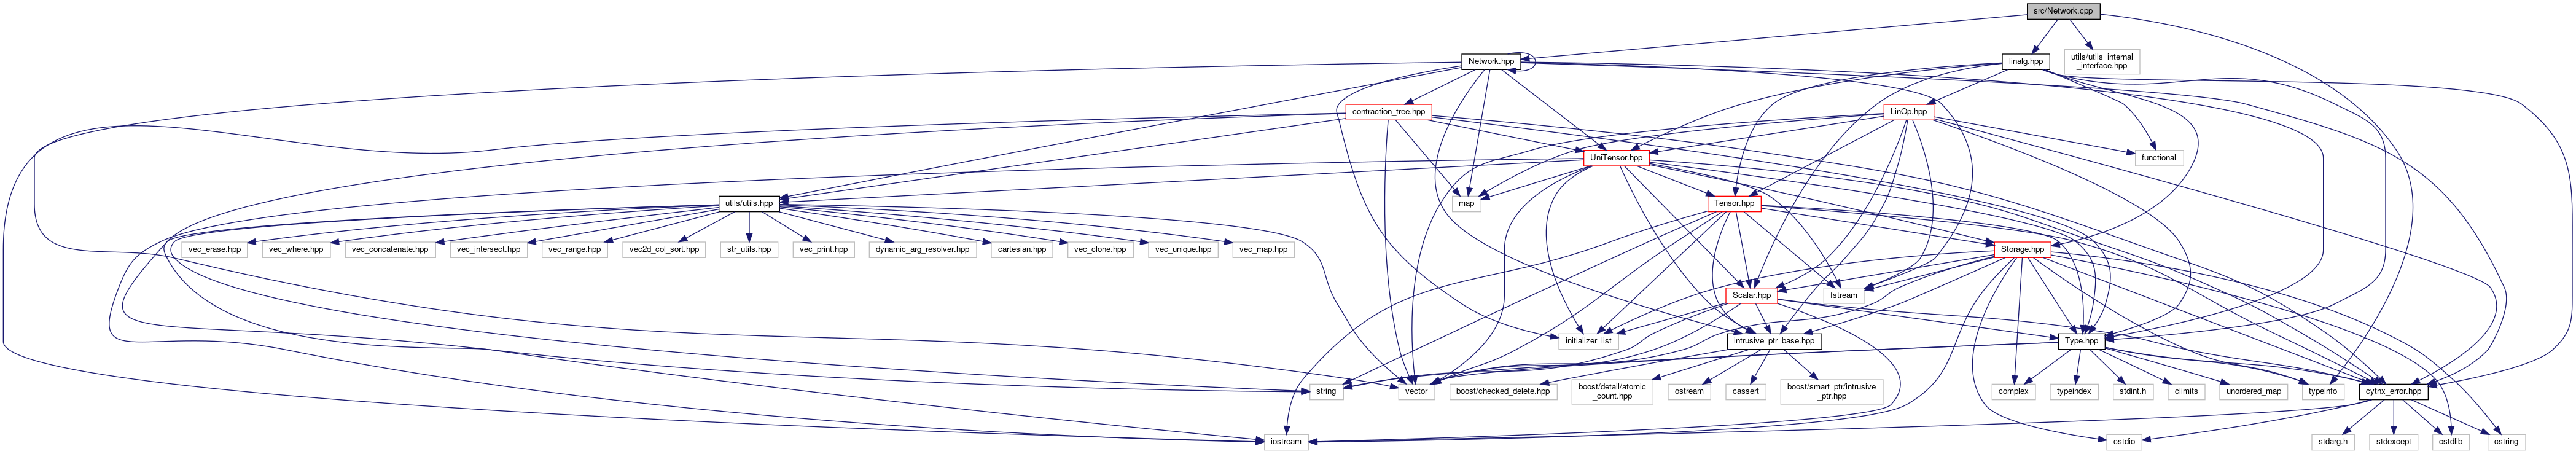 src/Network.cpp
Network.hpp
linalg.hpp
utils/utils_internal
_interface.hpp
contraction_tree.hpp
LinOp.hpp
UniTensor.hpp
functional
utils/utils.hpp
map
Tensor.hpp
vec_erase.hpp
vec_where.hpp
vec_concatenate.hpp
vec_intersect.hpp
vec_range.hpp
vec2d_col_sort.hpp
str_utils.hpp
vec_print.hpp
dynamic_arg_resolver.hpp
cartesian.hpp
vec_clone.hpp
vec_unique.hpp
vec_map.hpp
Storage.hpp
Scalar.hpp
fstream
initializer_list
intrusive_ptr_base.hpp
Type.hpp
string
vector
boost/checked_delete.hpp
boost/detail/atomic
_count.hpp
ostream
cassert
boost/smart_ptr/intrusive
_ptr.hpp
complex
typeindex
stdint.h
climits
unordered_map
typeinfo
cytnx_error.hpp
iostream
cstdio
stdarg.h
stdexcept
cstdlib
cstring